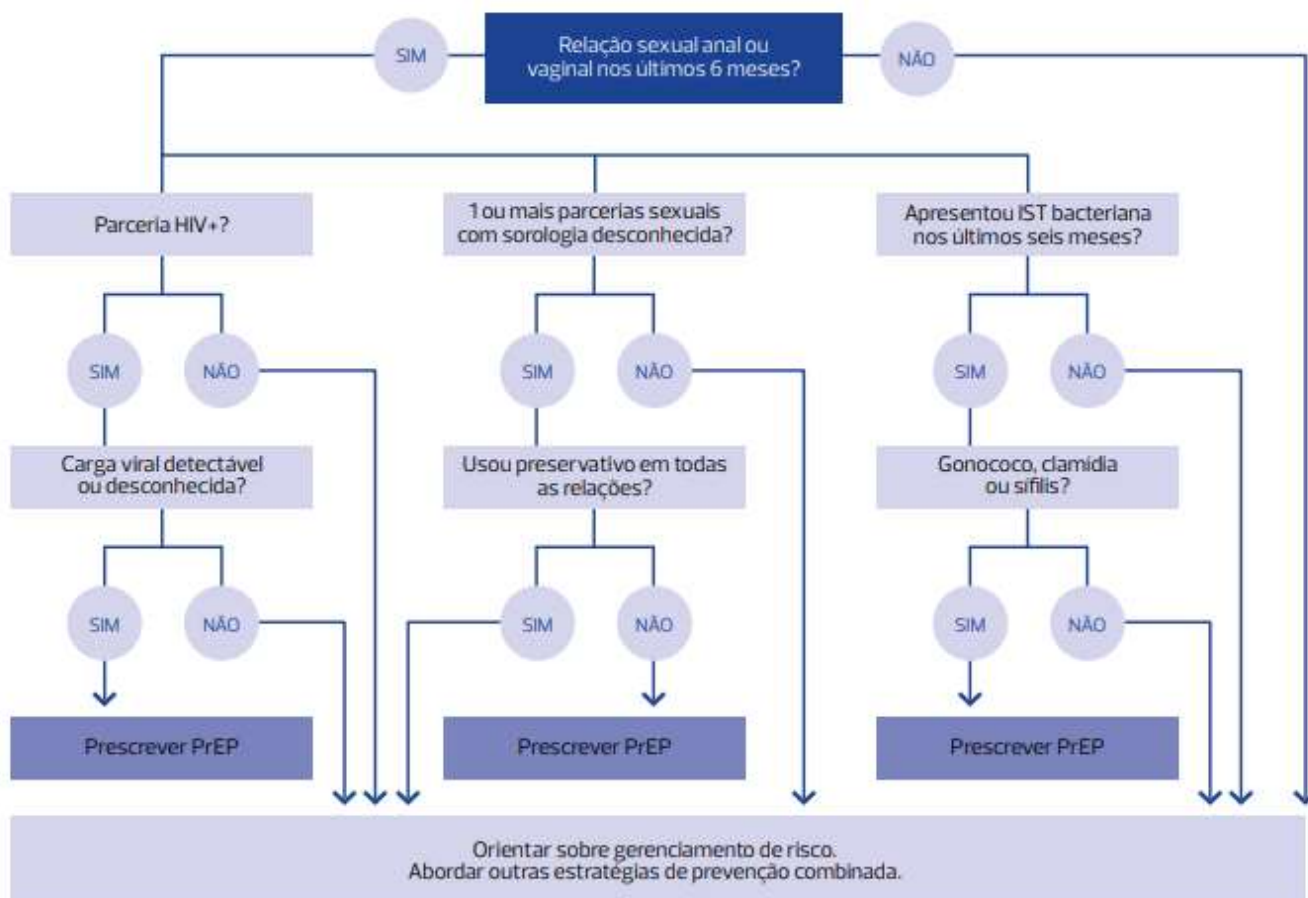 Relação sexual anal ou
vaginal nos últimos 6 meses?
SIM
NÃO
Parceria HIV+?
1 ou mais parcerias sexuais
com sorologia desconhecida?
Apresentou IST bacteriana
nos últimos seis meses?
SIM
NÃO
SIM
NÃO
SIM
NÃO
Carga viral detectável
ou desconhecida?
Usou preservativo em todas
as relações?
Gonococo, clamídia
ou sífilis?
SIM
NÃO
SIM
NÃO
SIM
NÃO
Prescrever PrEP
Prescrever PrEP
Prescrever PrEP
Orientar sobre gerenciamento de risco.
Abordar outras estratégias de prevenção combinada.